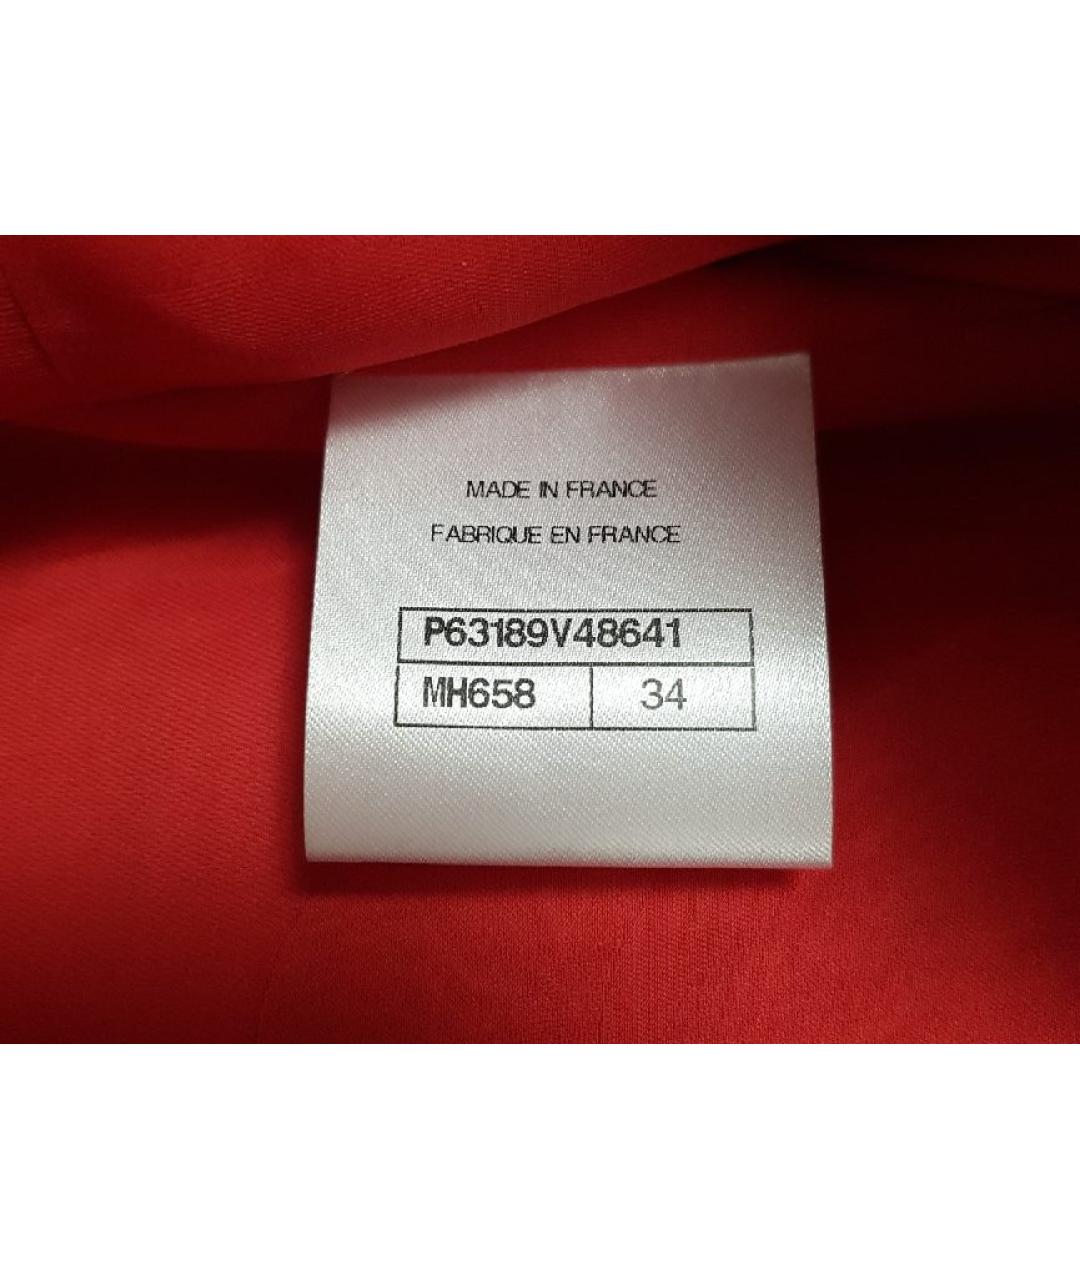 MADE IN FRANCE
FABRIQUE EN FRANCE
P63189V48641
MH658 34